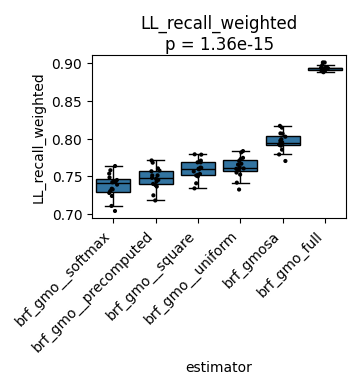 LL_recall_weighted
p = 1.36e-15
LL_recall_weighted
0.90
0.85
0.80
0.75
0.70
brf_gmo__softmax
brf_gmo__precomputed
brf_gmo__square
brf_gmo__uniform
brf_gmosa
brf_gmo_full
estimator